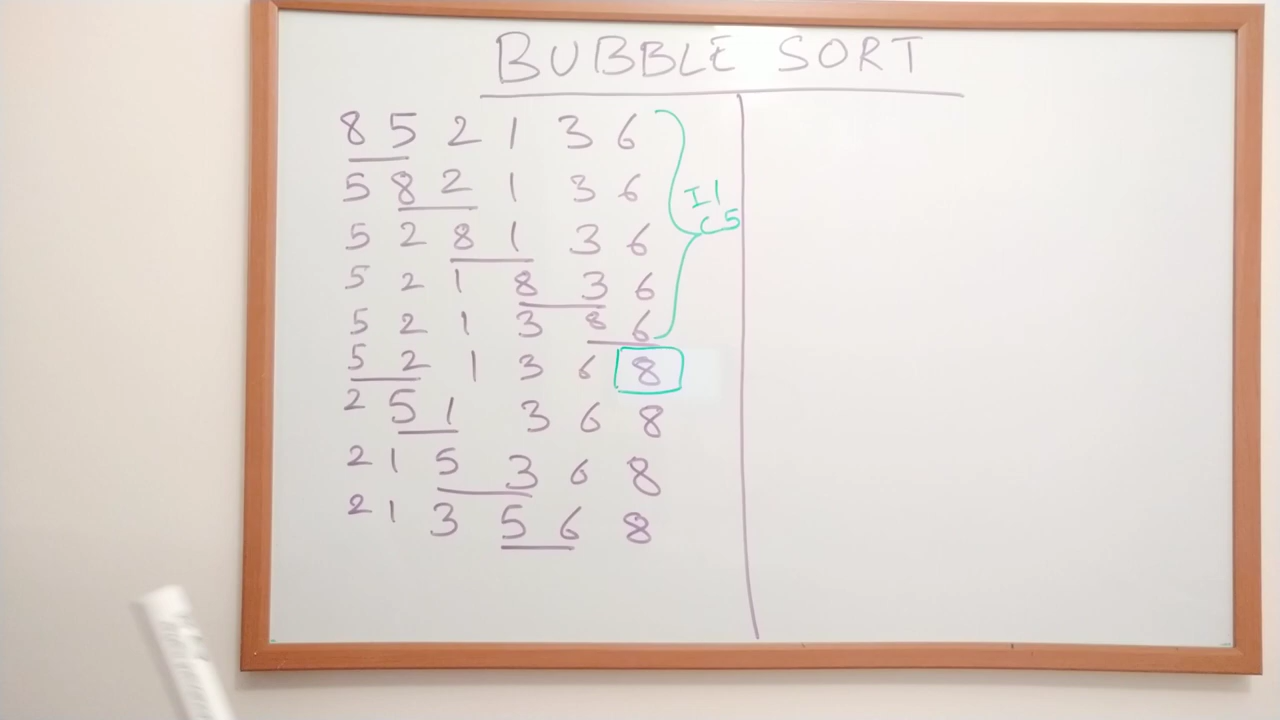 BUBBLE SORT
8 5 2 1 3 6
5 8 2 1 3 6
I1
C5
5 2 8 1 3 6
5 2 1 8 3 6
5 2 1 3 8 6
5 2 1 3 6 8
2 5 1 3 6 8
2 1 5 3 6 8
2 1 3 5 6 8